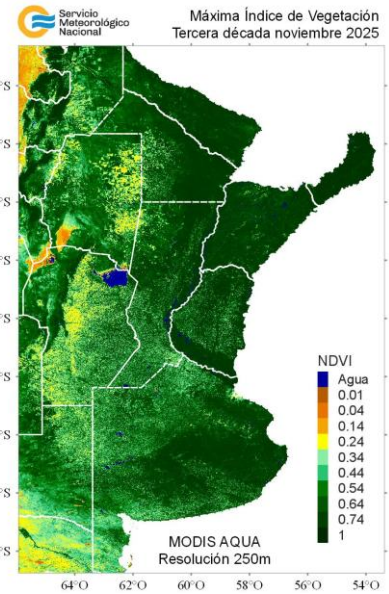 Servicio
Meteorológico
Nacional
Máxima Índice de Vegetación
Tercera década noviembre 2025
°S
°S
°S
°S
°S
°S
°S
°S
°S
NDVI
Agua
0.01
0.04
0.14
0.24
0.34
0.44
0.54
0.64
0.74
1
MODIS AQUA
Resolución 250m
64°O 62°O 60°O 58°O 56°O 54°O